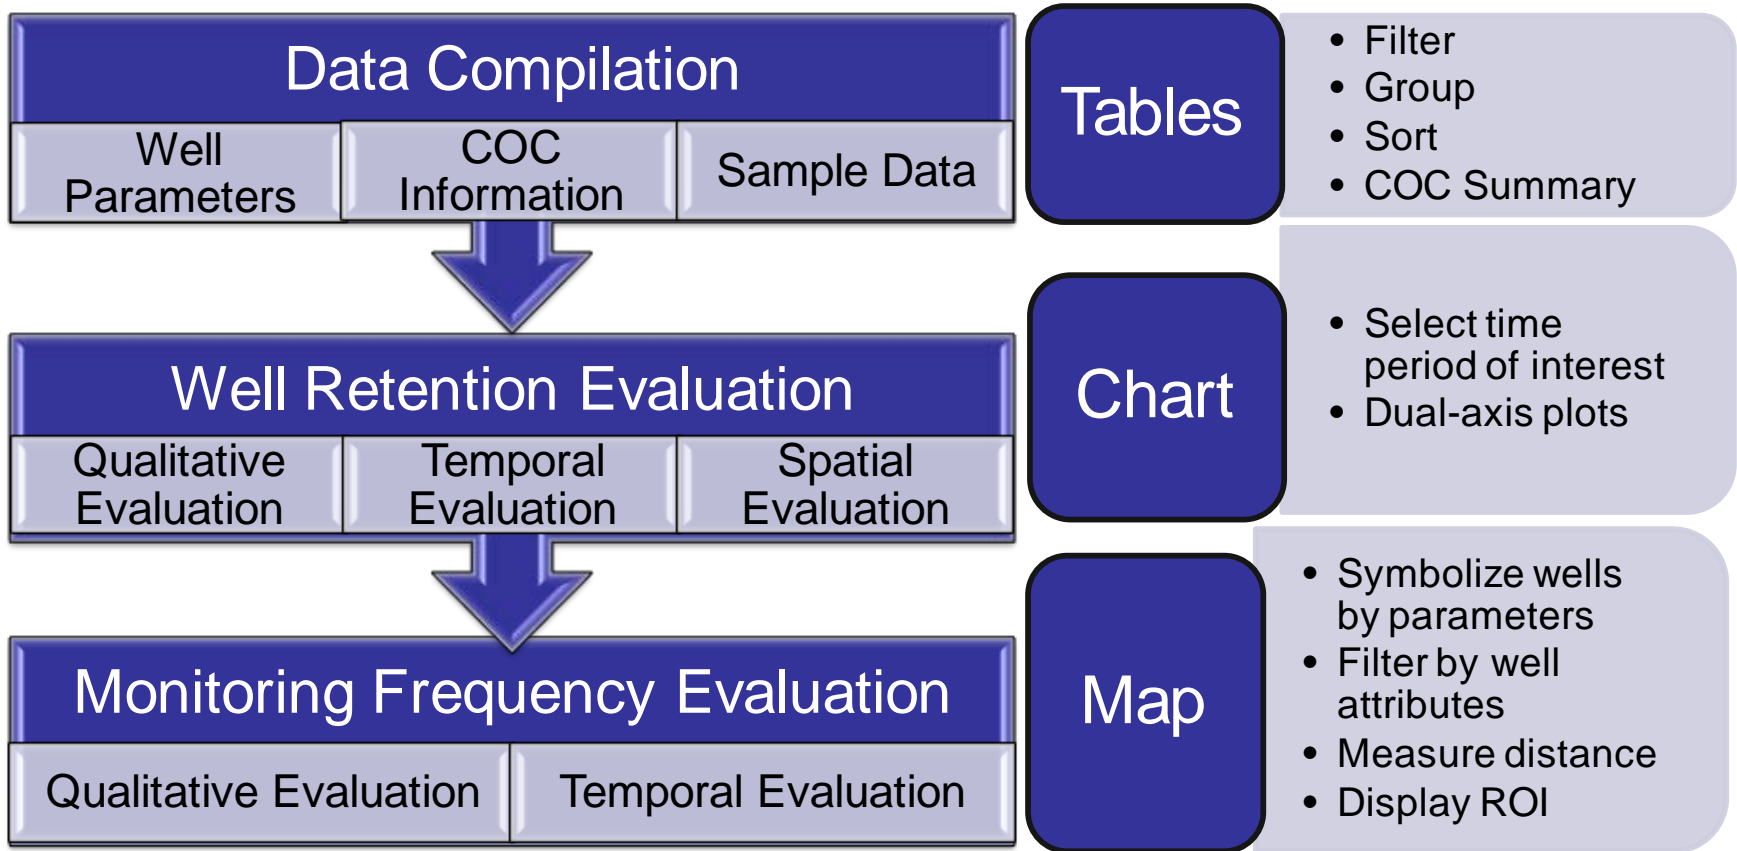 Data Compilation
Well
Parameters
COC
Information
Sample Data
Well Retention Evaluation
Qualitative
Evaluation
Temporal
Evaluation
Spatial
Evaluation
Monitoring Frequency Evaluation
Qualitative Evaluation
Temporal Evaluation
Tables
• Filter
• Group
• Sort
• COC Summary
Chart
• Select time
period of interest
• Dual-axis plots
Map
• Symbolize wells
by parameters
• Filter by well
attributes
• Measure distance
• Display ROI